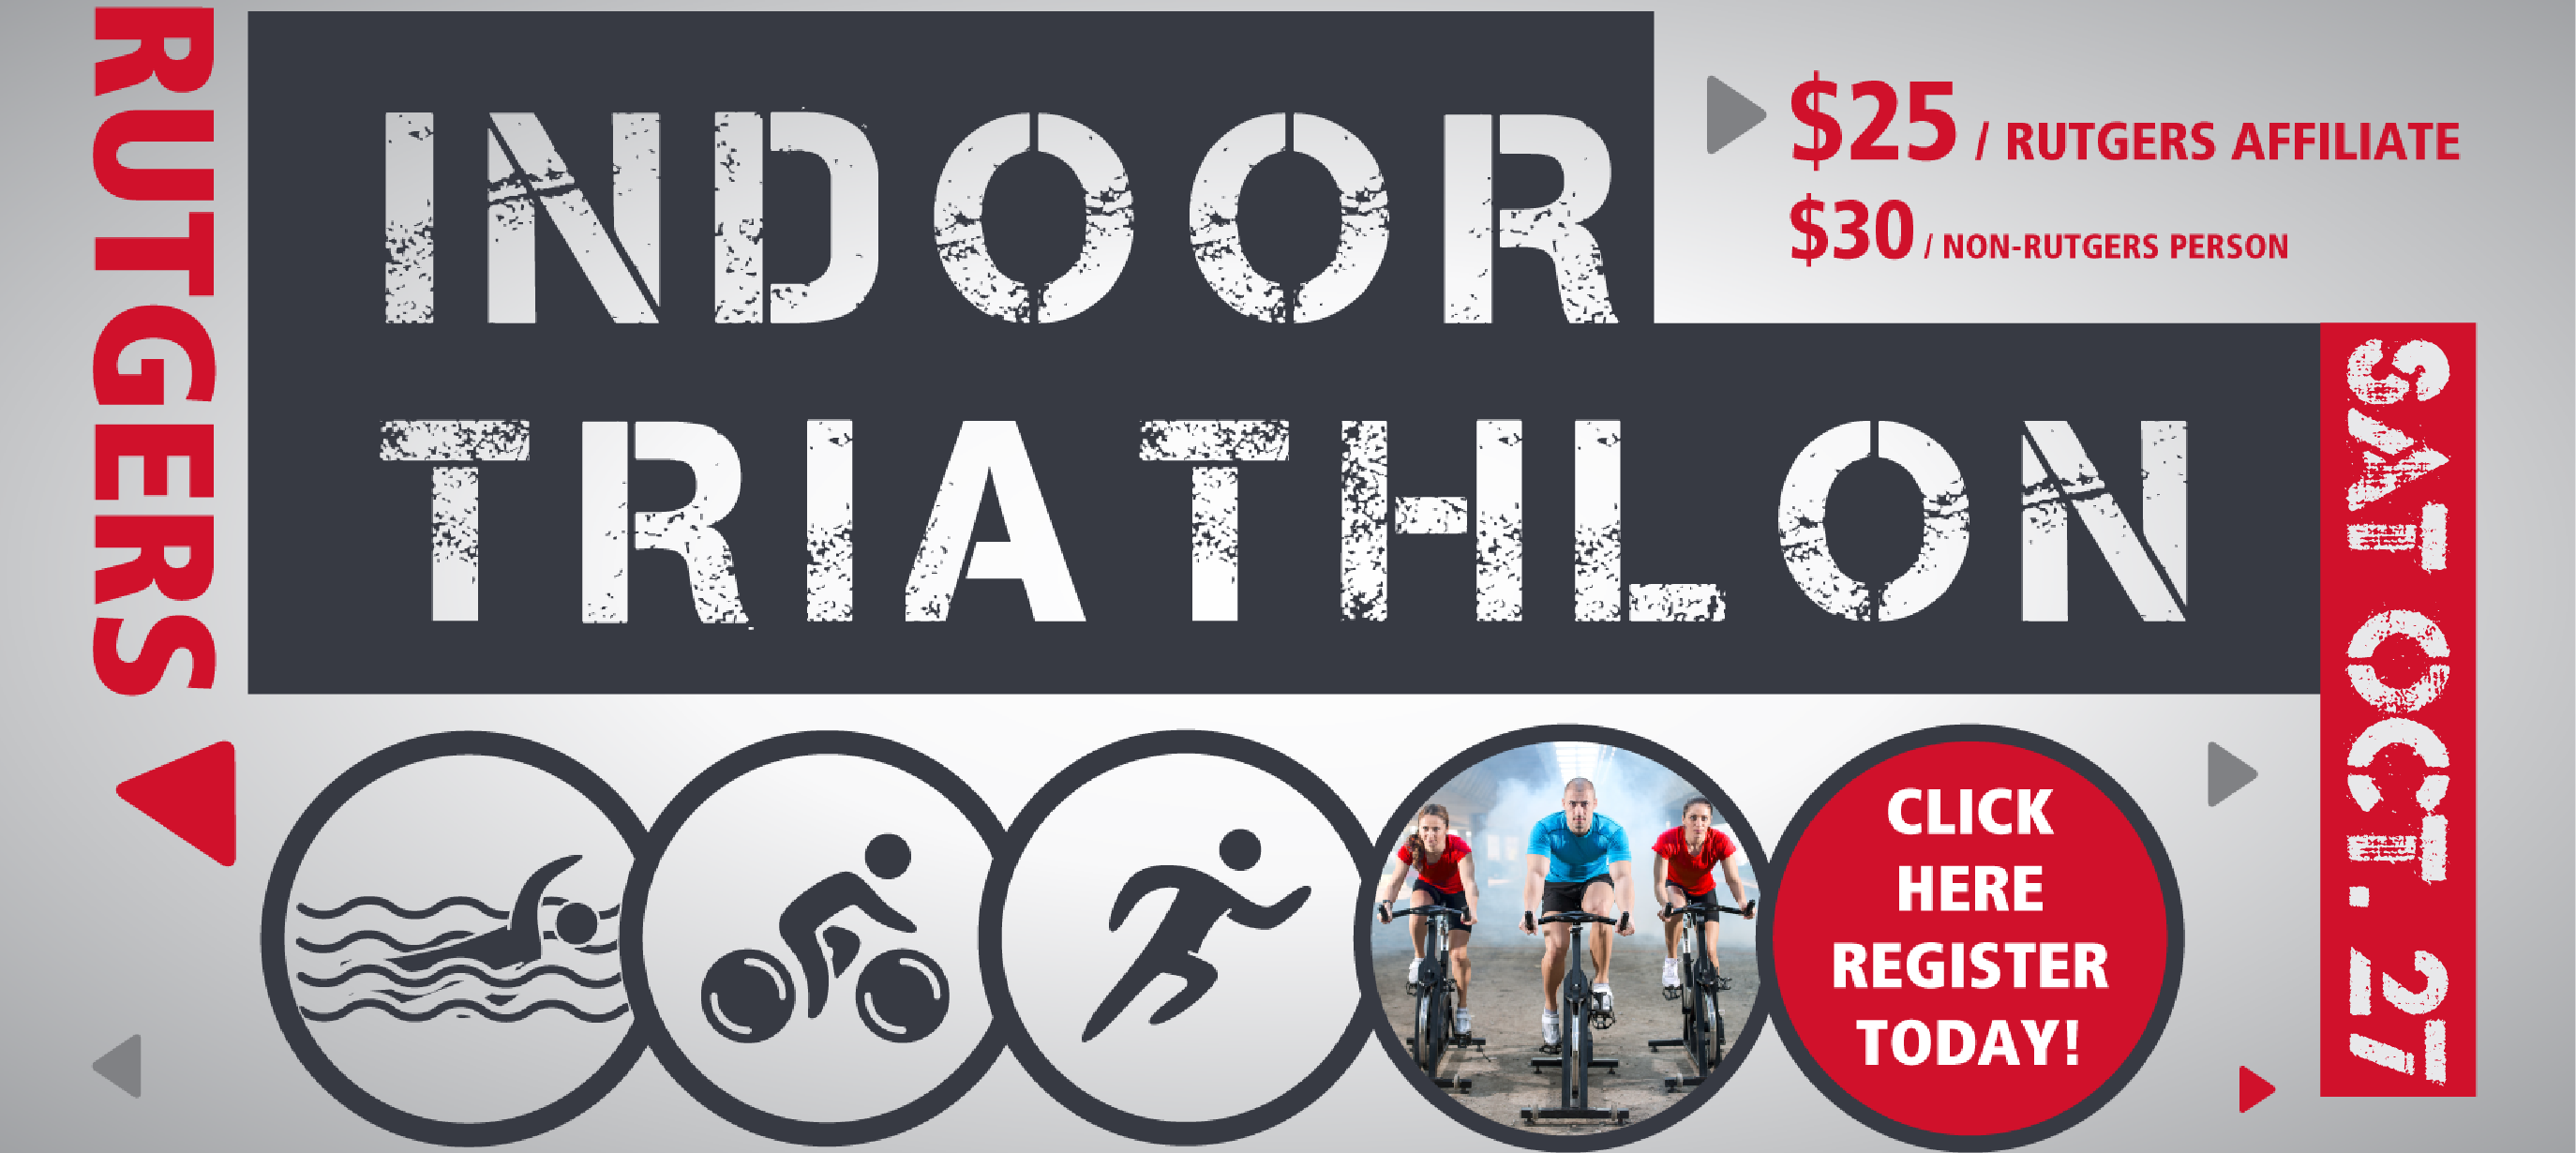 RUTGERS
INDOOR
TRIATHLON
$25 / RUTGERS AFFILIATE
$30 / NON-RUTGERS PERSON
SAT OCT. 27
CLICK
HERE
REGISTER
TODAY!